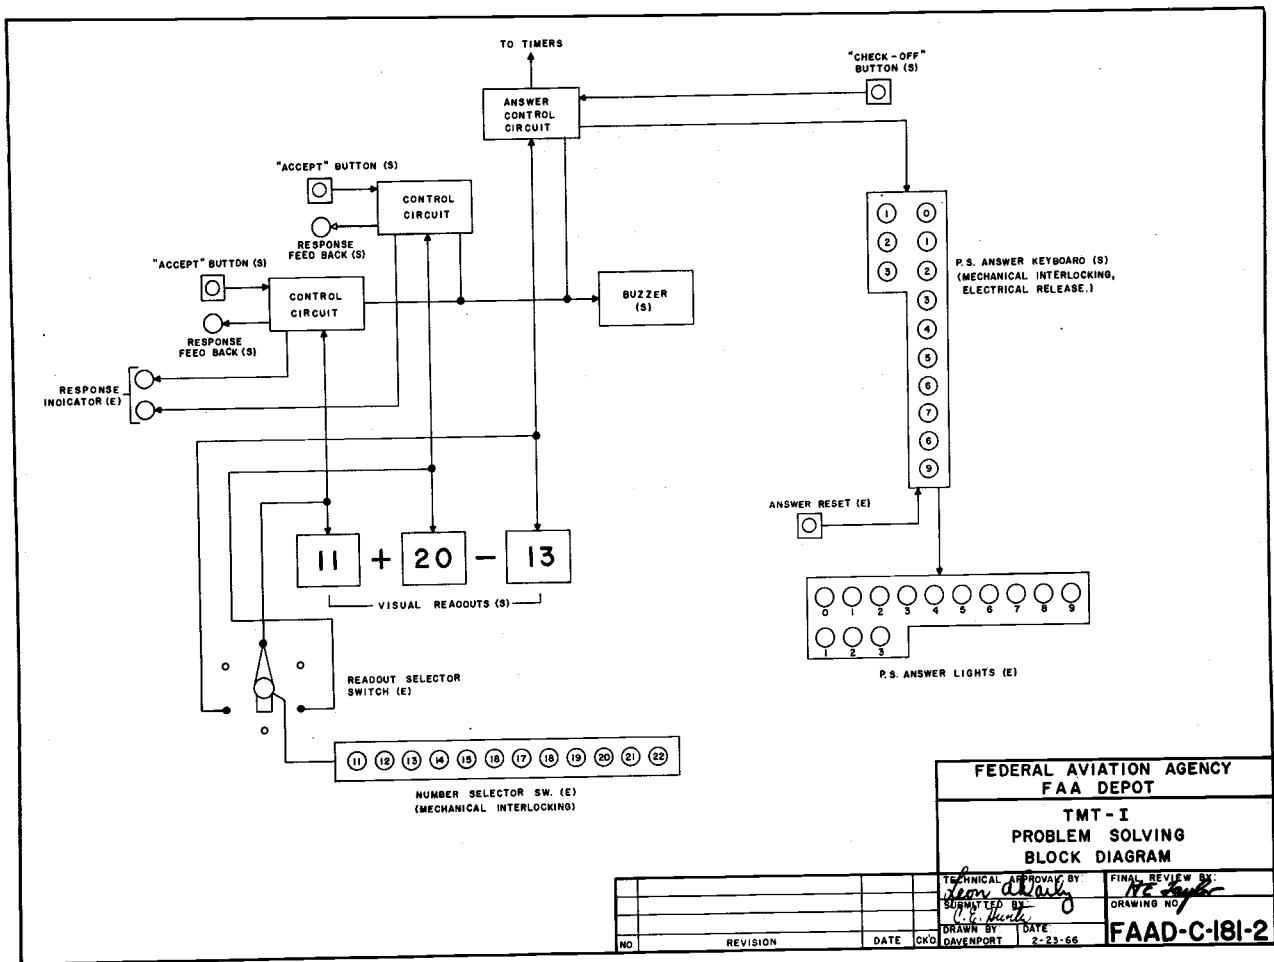 TO TIMERS
"CHECK-OFF"
BUTTON (S)
ANSWER
CONTROL
CIRCUIT
"ACCEPT" BUTTON (S)
CONTROL
CIRCUIT
RESPONSE
FEED BACK (S)
"ACCEPT" BUTTON (S)
CONTROL
CIRCUIT
RESPONSE
FEED BACK (S)
BUZZER
(S)
RESPONSE
INDICATOR (E)
1 0
2 1
3 2
3
4
5
6
7
6
9
P.S. ANSWER KEYBOARD (S)
(MECHANICAL INTERLOCKING,
ELECTRICAL RELEASE.)
ANSWER RESET (E)
11 + 20 - 13
VISUAL READOUTS (S)
0 1 2 3 4 5 6 7 8 9
1 2 3
P.S. ANSWER LIGHTS (E)
READOUT SELECTOR
SWITCH (E)
11 12 13 14 15 16 17 18 19 20 21 22
NUMBER SELECTOR SW. (E)
(MECHANICAL INTERLOCKING)
FEDERAL AVIATION AGENCY
FAA DEPOT
TMT-I
PROBLEM SOLVING
BLOCK DIAGRAM
TECHNICAL APPROVAL BY:
Leon
FINAL REVIEW BY:
H E Taylor
SUBMITTED BY:
C. E.
DRAWING NO.
FAAD-C-181-2
DRAWN BY:
DAVENPORT
DATE:
2-23-66
NO. REVISION DATE CK'D